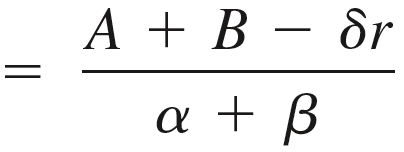 = (A + B − δr) / (α + β)